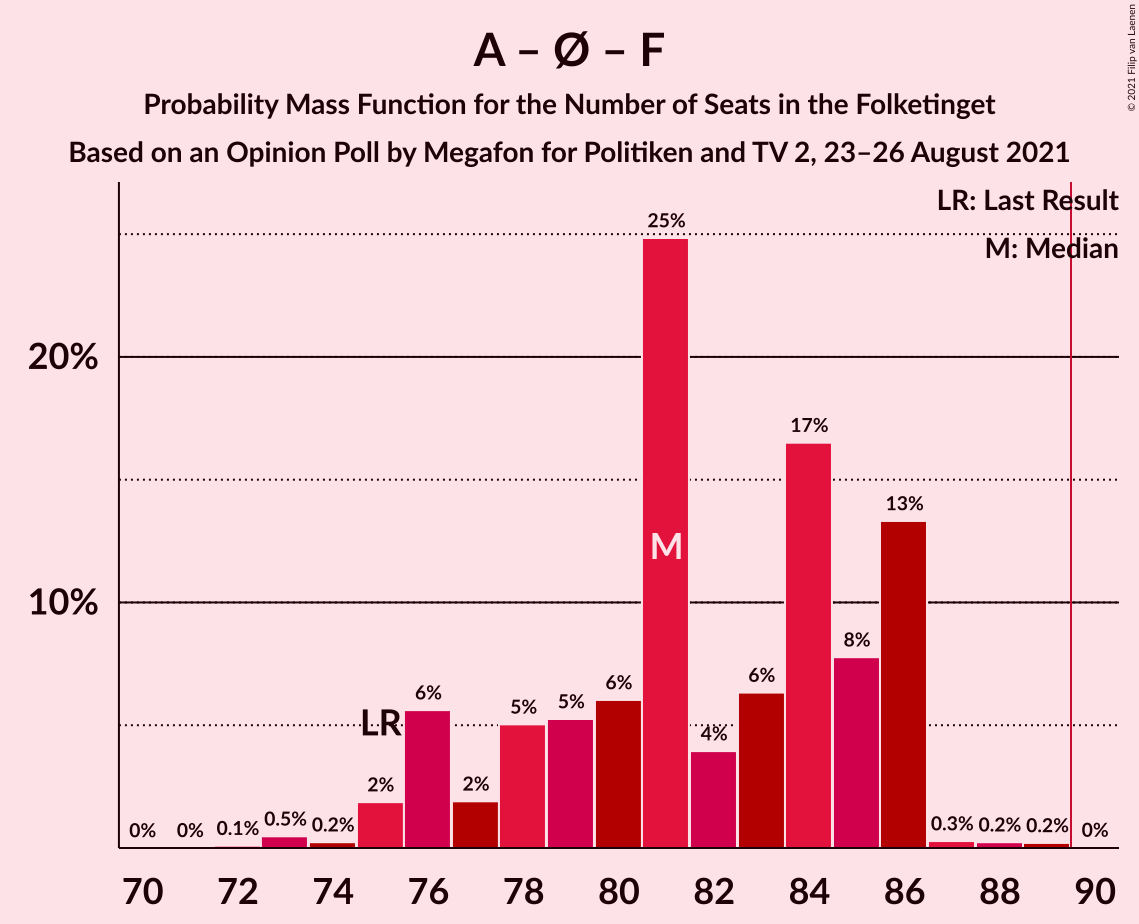 A – Ø – F
Probability Mass Function for the Number of Seats in the Folketinget
Based on an Opinion Poll by Megafon for Politiken and TV 2, 23–26 August 2021
© 2021 Filip van Laenen
LR: Last Result
M: Median
20%
10%
0%
0%
0.1%
0.5%
0.2%
2%
LR
6%
2%
5%
5%
6%
25%
M
4%
6%
17%
8%
13%
0.3%
0.2%
0.2%
0%
70 72 74 76 78 80 82 84 86 88 90